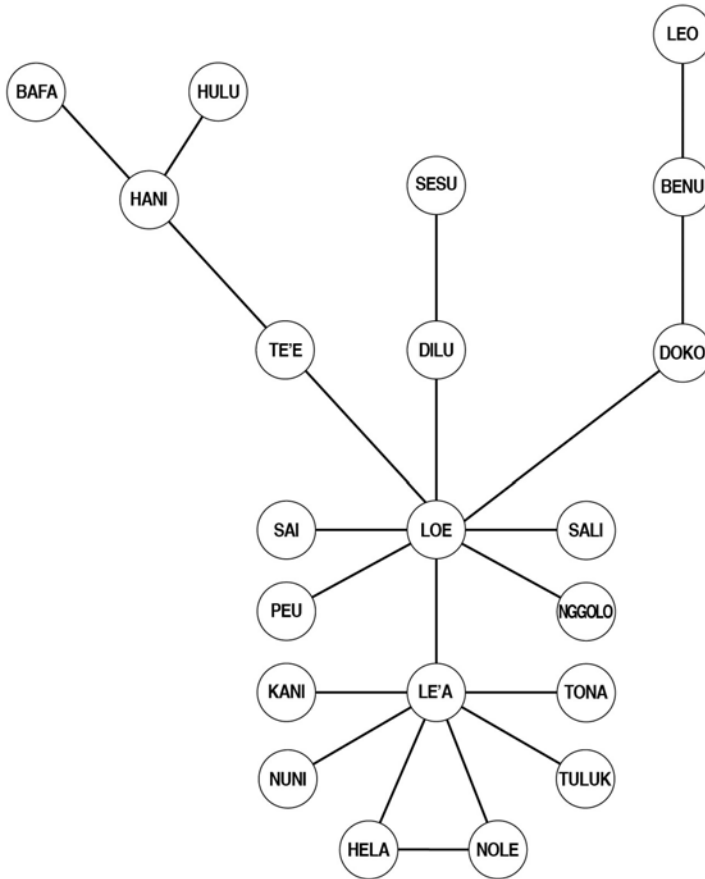 LEO
BAFA
HULU
SESU
BENU
HANI
TE'E
DILU
DOKO
SAI
LOE
SALI
PEU
NGGOLO
KANI
LE'A
TONA
NUNI
TULUK
HELA
NOLE